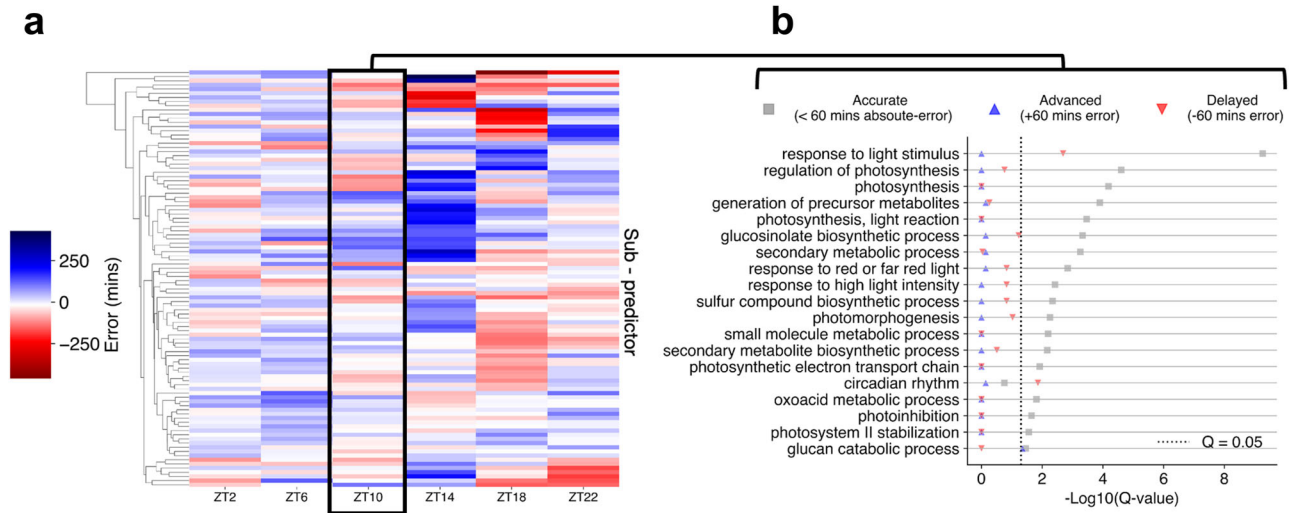 a
250
0
−250
Error (mins)
ZT2
ZT6
ZT10
ZT14
ZT18
ZT22
Sub - predictor
b
Accurate
(< 60 mins absoute-error)
Advanced
(+60 mins error)
Delayed
(-60 mins error)
response to light stimulus
regulation of photosynthesis
photosynthesis
generation of precursor metabolites
photosynthesis, light reaction
glucosinolate biosynthetic process
secondary metabolic process
response to red or far red light
response to high light intensity
sulfur compound biosynthetic process
photomorphogenesis
small molecule metabolic process
secondary metabolite biosynthetic process
photosynthetic electron transport chain
circadian rhythm
oxoacid metabolic process
photoinhibition
photosystem II stabilization
glucan catabolic process
Q = 0.05
0
2
4
6
8
-Log10(Q-value)